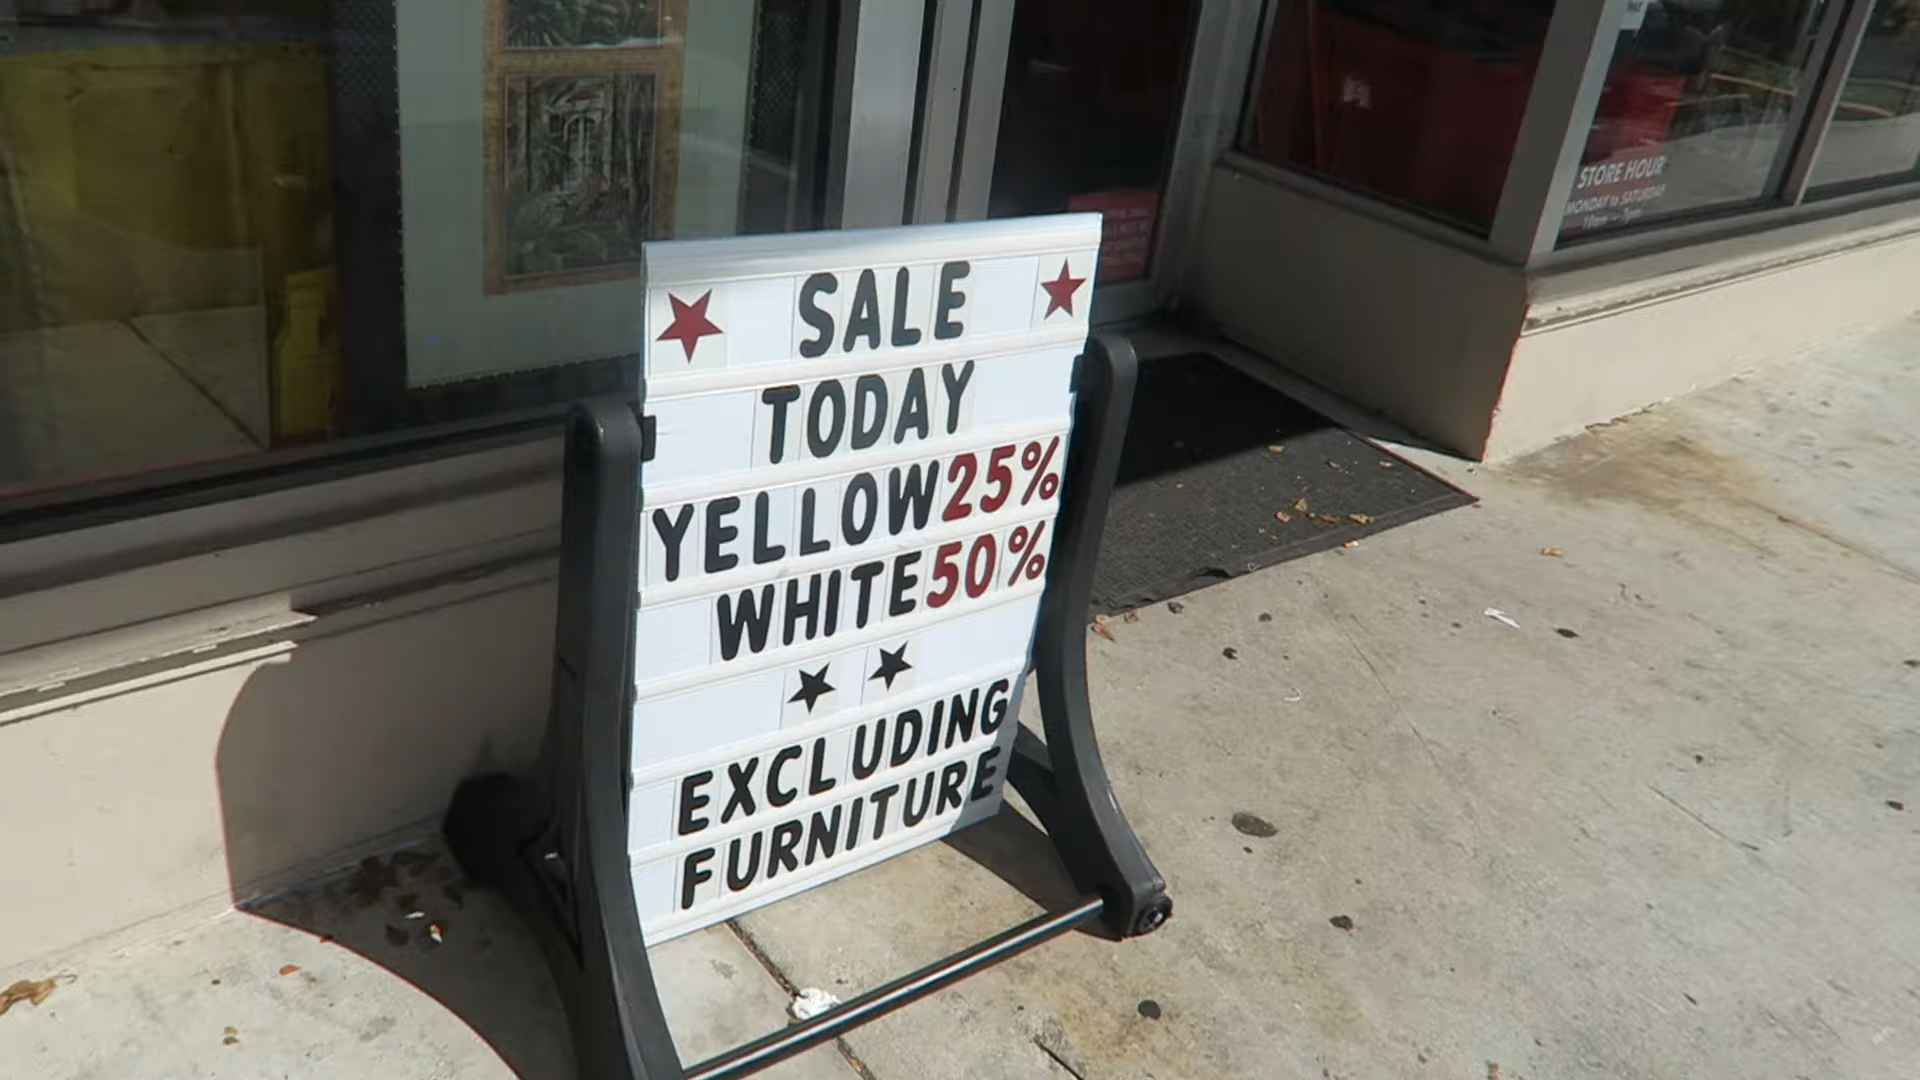 SALE
TODAY
YELLOW 25%
WHITE 50%
EXCLUDING
FURNITURE
STORE HOUR
MONDAY to SATURDAY